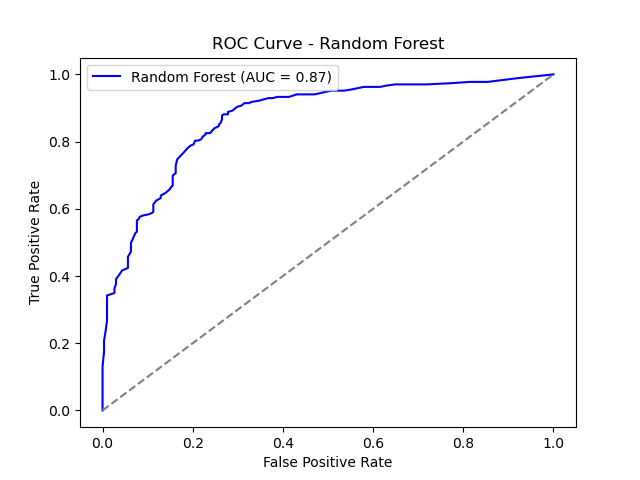 ROC Curve - Random Forest
Random Forest (AUC = 0.87)
1.0
0.8
0.6
0.4
0.2
0.0
True Positive Rate
0.0 0.2 0.4 0.6 0.8 1.0
False Positive Rate